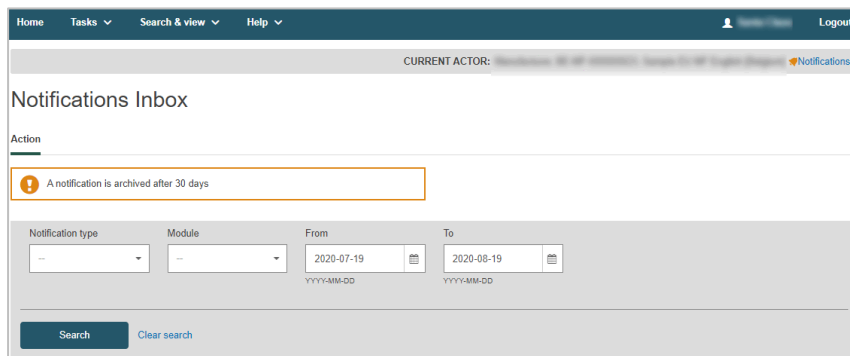 Home Tasks Search & view Help Logout
CURRENT ACTOR: Notifications
Notifications Inbox
Action
A notification is archived after 30 days
Notification type Module From To
-- -- 2020-07-19 2020-08-19
YYYY-MM-DD YYYY-MM-DD
Search Clear search